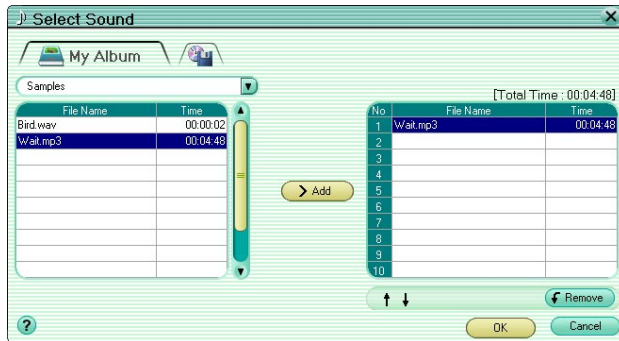 Select Sound
My Album
Samples
[Total Time : 00:04:48]
File Name Time
Bird.wav 00:00:02
Wait.mp3 00:04:48
> Add
No File Name Time
1 Wait.mp3 00:04:48
2
3
4
5
6
7
8
9
10
Remove
? OK Cancel